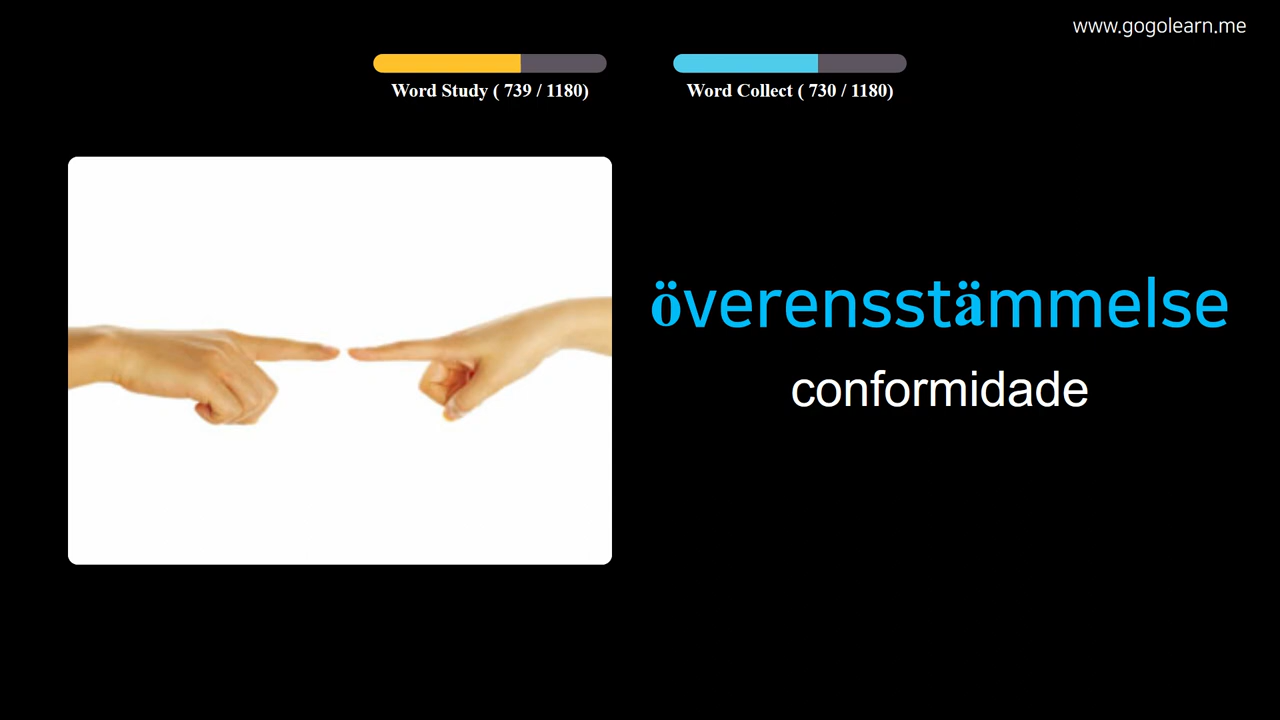 www.gogolearn.me
Word Study ( 739 / 1180)
Word Collect ( 730 / 1180)
överensstämmelse
conformidade